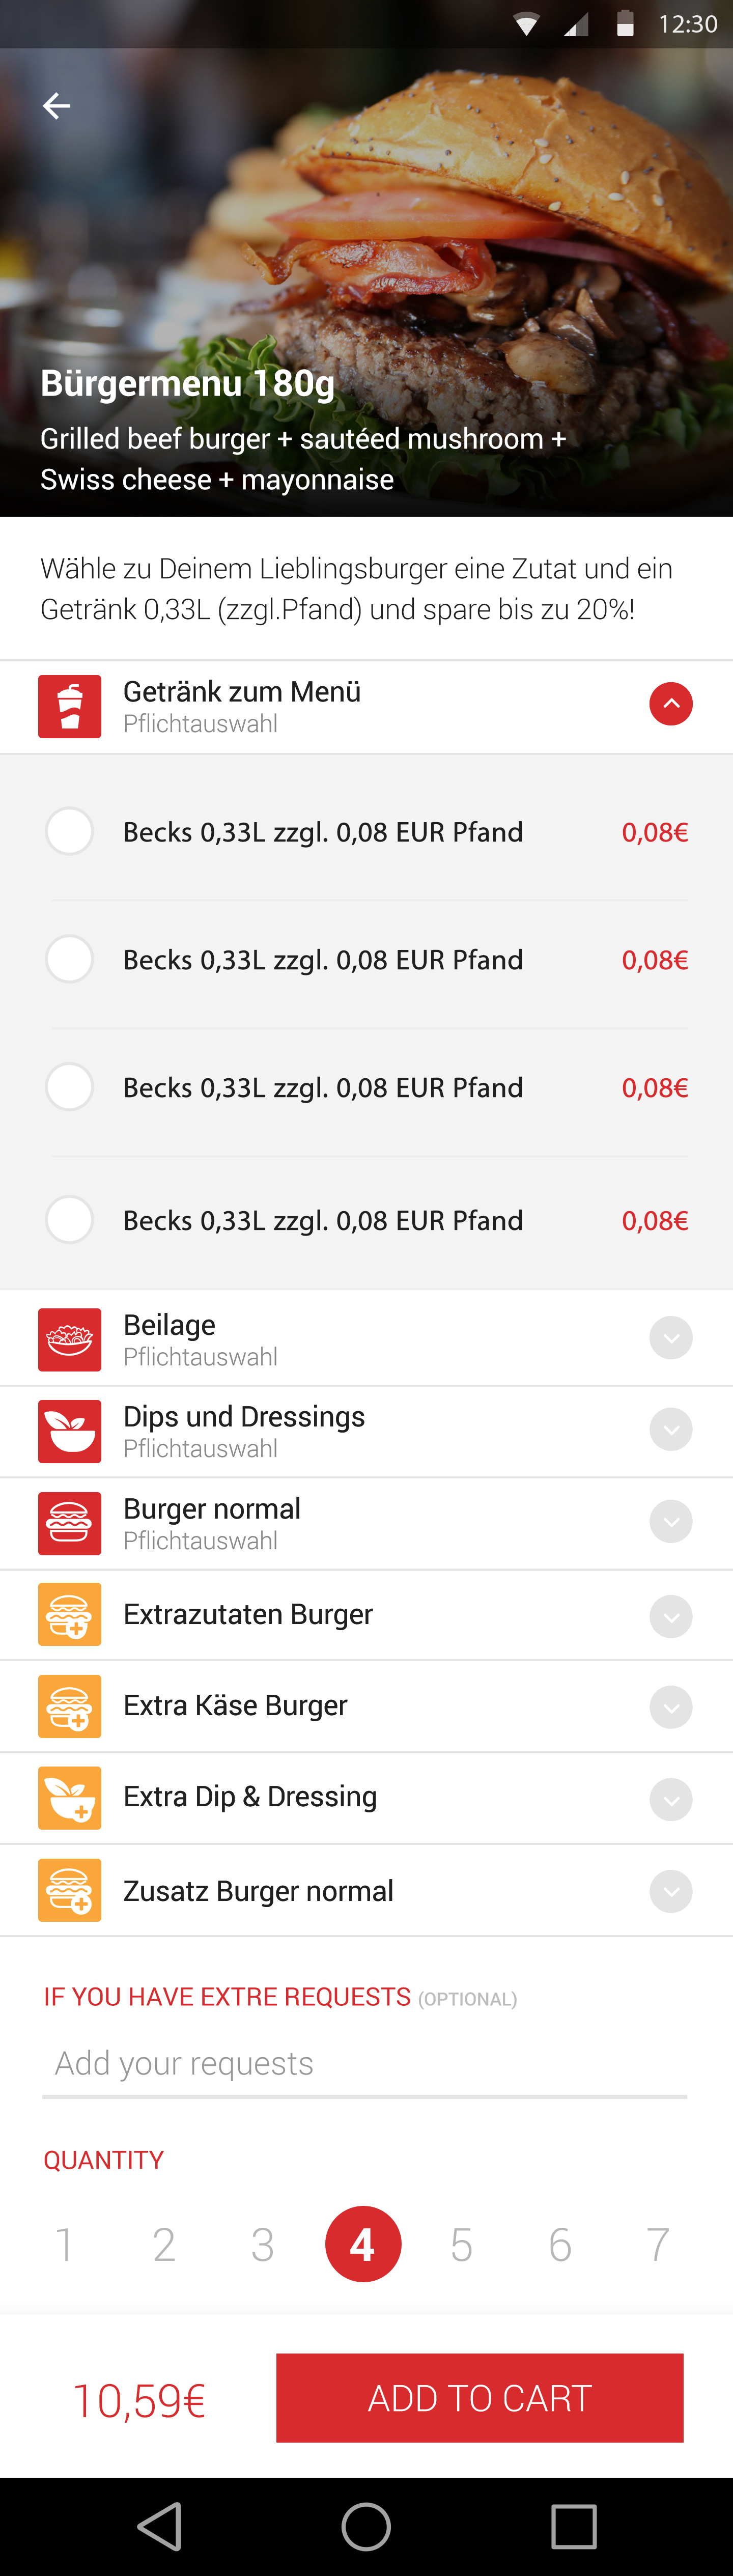 12:30
Bürgermenu 180g
Grilled beef burger + sautéed mushroom +
Swiss cheese + mayonnaise
Wähle zu Deinem Lieblingsburger eine Zutat und ein
Getränk 0,33L (zzgl.Pfand) und spare bis zu 20%!
Getränk zum Menü
Pflichtauswahl
Becks 0,33L zzgl. 0,08 EUR Pfand 0,08€
Becks 0,33L zzgl. 0,08 EUR Pfand 0,08€
Becks 0,33L zzgl. 0,08 EUR Pfand 0,08€
Becks 0,33L zzgl. 0,08 EUR Pfand 0,08€
Beilage
Pflichtauswahl
Dips und Dressings
Pflichtauswahl
Burger normal
Pflichtauswahl
Extrazutaten Burger
Extra Käse Burger
Extra Dip & Dressing
Zusatz Burger normal
IF YOU HAVE EXTRE REQUESTS (OPTIONAL)
Add your requests
QUANTITY
1 2 3 4 5 6 7
10,59€ ADD TO CART